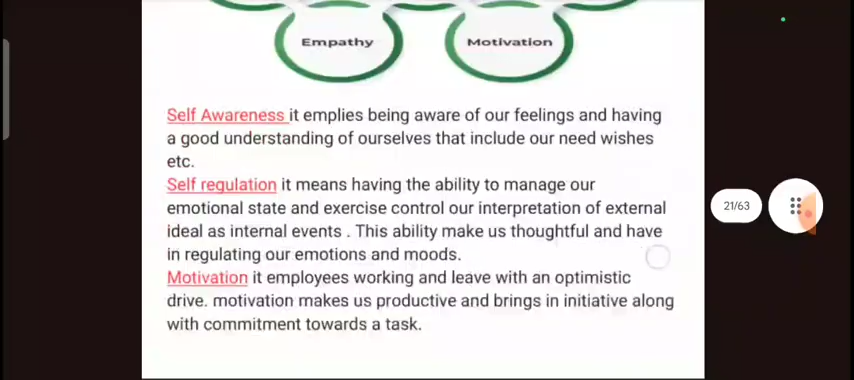 Empathy
Motivation
Self Awareness it emplies being aware of our feelings and having
a good understanding of ourselves that include our need wishes
etc.
Self regulation it means having the ability to manage our
emotional state and exercise control our interpretation of external
ideal as internal events . This ability make us thoughtful and have
in regulating our emotions and moods.
Motivation it employees working and leave with an optimistic
drive. motivation makes us productive and brings in initiative along
with commitment towards a task.
21/63